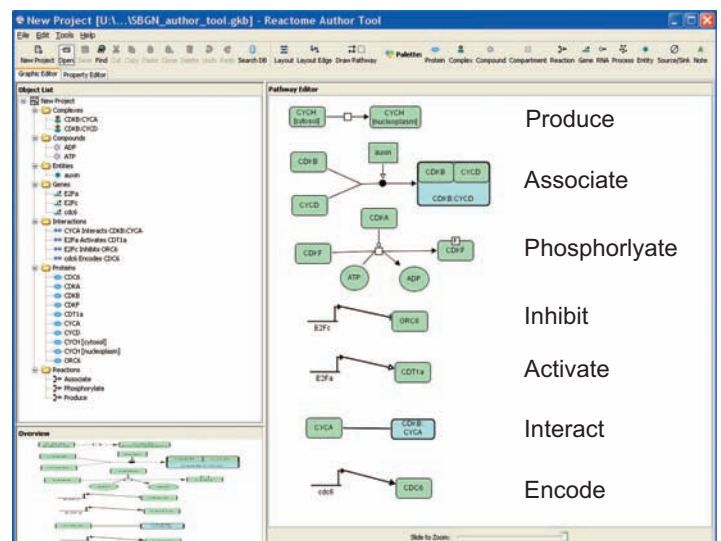 New Project [U:\...\SBGN_author_tool.gkb] - Reactome Author Tool
File Edit Tools Help
New Project Open Save Find Cut Copy Paste Clone Delete Undo Redo Search DB Layout Layout Edge Draw Pathway Palette: Protein Complex Compound Compartment Reaction Gene RNA Process Entity Source/Sink Note
Graphic Editor Property Editor
Object List
New Project
Complexes
CDKB:CYCA
CDKB:CYCD
Compounds
ADP
ATP
Entities
auxin
Genes
E2Fa
E2Fc
cdc6
Interactions
CYCA Interacts CDKB:CYCA
E2Fa Activates CDT1a
E2Fc Inhibits ORC6
cdc6 Encodes CDC6
Proteins
CDC6
CDKA
CDKB
CDKF
CDT1a
CYCA
CYCD
CYCH [cytosol]
CYCH [nucleoplasm]
ORC6
Reactions
Associate
Phosphorylate
Produce
Overview
Pathway Editor
CYCH
[cytosol]
CYCH
[nucleoplasm]
Produce
auxin
CDKB
CDKB CYCD
Associate
CYCD
CDKB:CYCD
CDKA
P
CDKF
CDKF
Phosphorlyate
ATP
ADP
ORC6
Inhibit
E2Fc
CDT1a
Activate
E2Fa
CYCA
CDKB:
CYCA
Interact
CDC6
Encode
cdc6
Slide to Zoom: